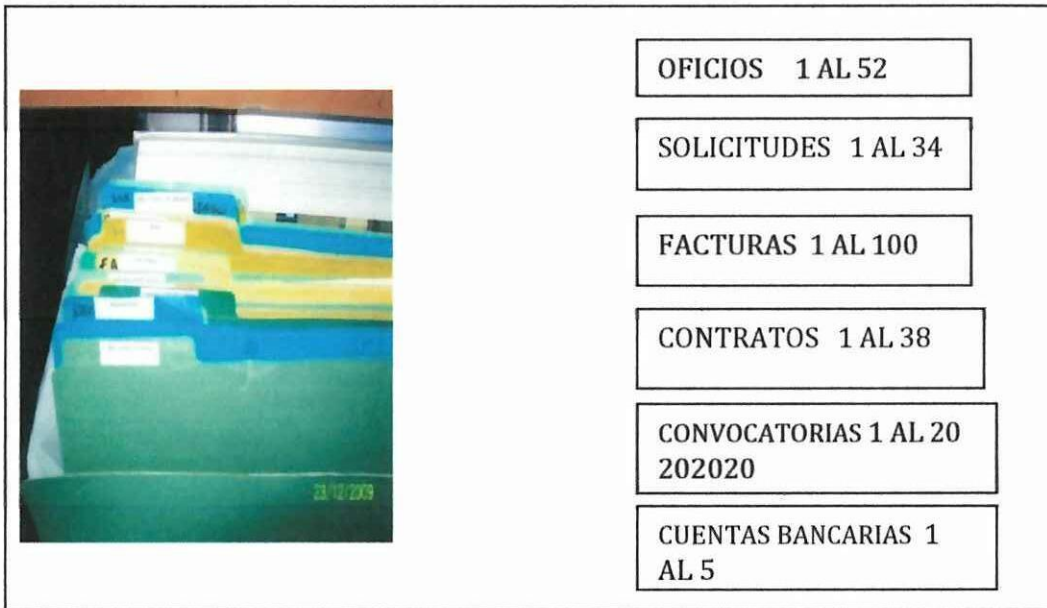 OFICIOS 1 AL 52
SOLICITUDES 1 AL 34
FACTURAS 1 AL 100
CONTRATOS 1 AL 38
CONVOCATORIAS 1 AL 20
202020
CUENTAS BANCARIAS 1
AL 5
FA
23/12/2009